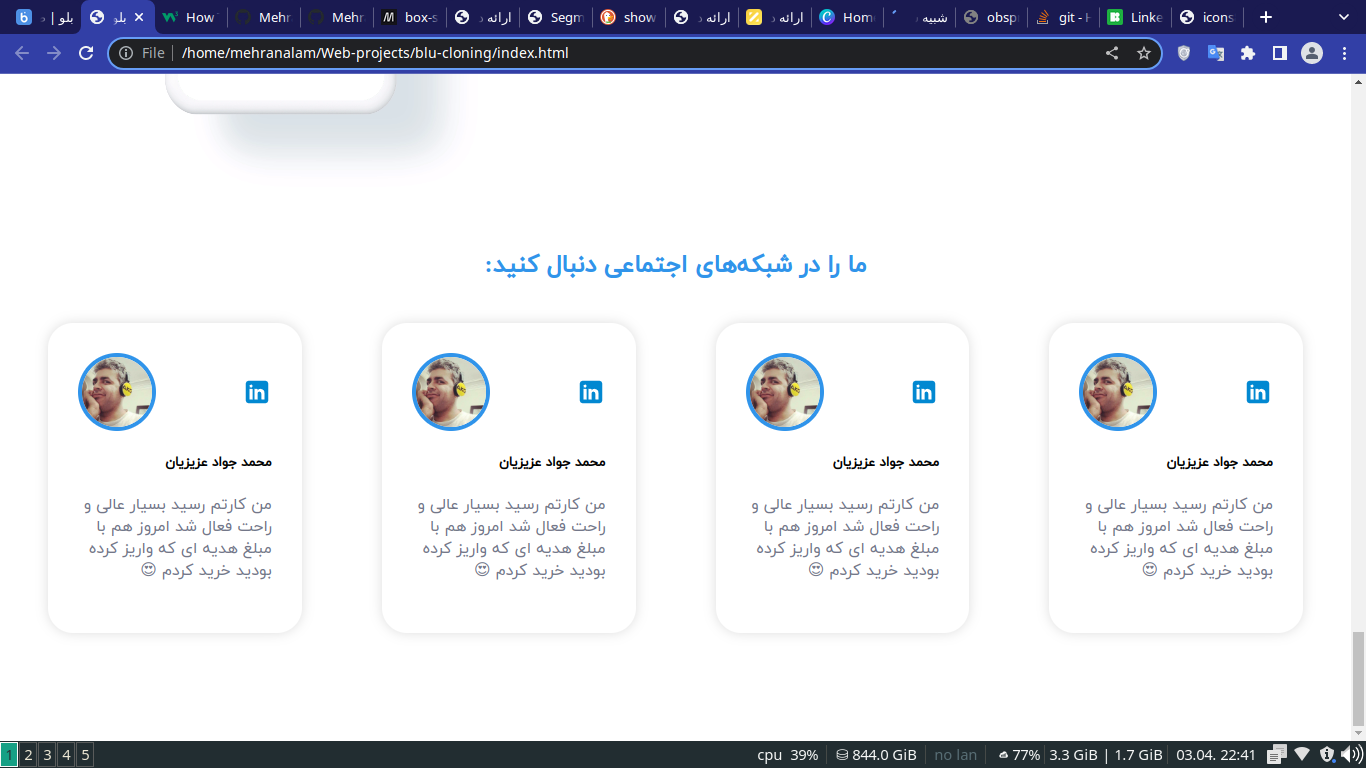 بلو | د
بلو
How
Mehr
Mehr
box-s
ارائه د
Segm
show
ارائه د
ارائه د
Home
شبیه
obsp
git - H
Linke
icons
File
/home/mehranalam/Web-projects/blu-cloning/index.html
ما را در شبکه‌های اجتماعی دنبال کنید:
in
محمد جواد عزیزیان
من کارتم رسید بسیار عالی و
راحت فعال شد امروز هم با
مبلغ هدیه ای که واریز کرده
بودید خرید کردم 😍
in
محمد جواد عزیزیان
من کارتم رسید بسیار عالی و
راحت فعال شد امروز هم با
مبلغ هدیه ای که واریز کرده
بودید خرید کردم 😍
in
محمد جواد عزیزیان
من کارتم رسید بسیار عالی و
راحت فعال شد امروز هم با
مبلغ هدیه ای که واریز کرده
بودید خرید کردم 😍
in
محمد جواد عزیزیان
من کارتم رسید بسیار عالی و
راحت فعال شد امروز هم با
مبلغ هدیه ای که واریز کرده
بودید خرید کردم 😍
1 2 3 4 5
cpu 39% 844.0 GiB no lan 77% 3.3 GiB | 1.7 GiB 03.04. 22:41